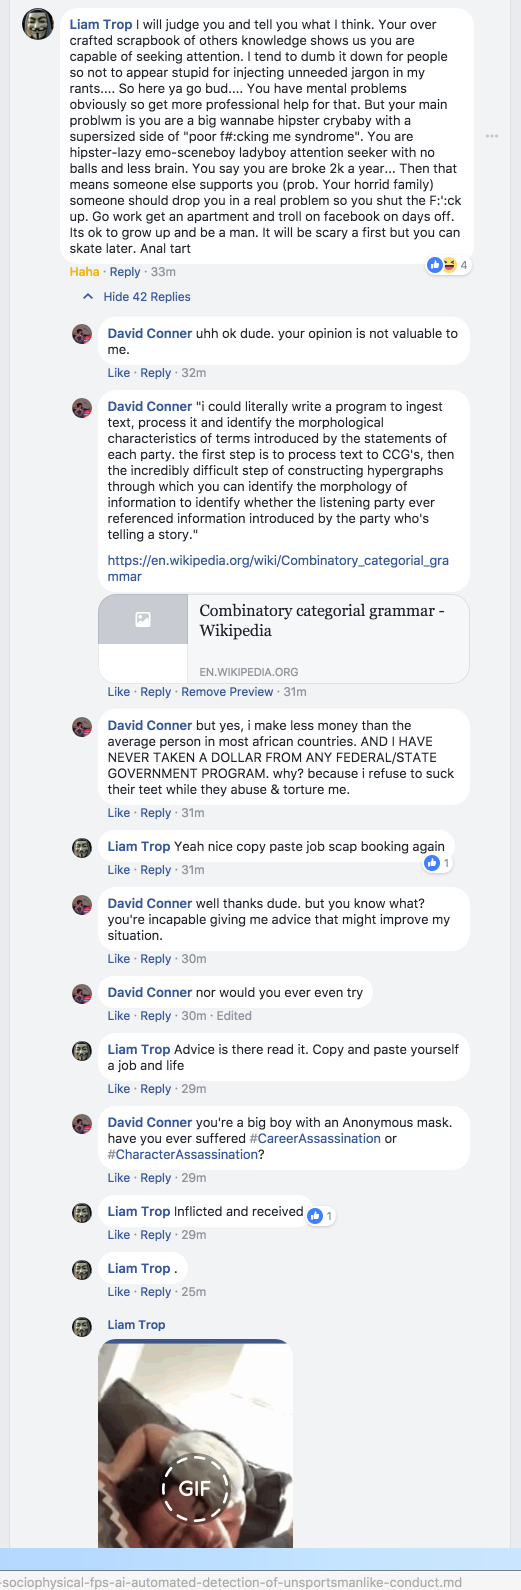 Liam Trop I will judge you and tell you what I think. Your over
crafted scrapbook of others knowledge shows us you are
capable of seeking attention. I tend to dumb it down for people
so not to appear stupid for injecting unneeded jargon in my
rants.... So here ya go bud.... You have mental problems
obviously so get more professional help for that. But your main
problwm is you are a big wannabe hipster crybaby with a
supersized side of "poor f#:cking me syndrome". You are
hipster-lazy emo-sceneboy ladyboy attention seeker with no
balls and less brain. You say you are broke 2k a year... Then that
means someone else supports you (prob. Your horrid family)
someone should drop you in a real problem so you shut the F:':ck
up. Go work get an apartment and troll on facebook on days off.
Its ok to grow up and be a man. It will be scary a first but you can
skate later. Anal tart
4
Haha · Reply · 33m
Hide 42 Replies
David Conner uhh ok dude. your opinion is not valuable to
me.
Like · Reply · 32m
David Conner "i could literally write a program to ingest
text, process it and identify the morphological
characteristics of terms introduced by the statements of
each party. the first step is to process text to CCG's, then
the incredibly difficult step of constructing hypergraphs
through which you can identify the morphology of
information to identify whether the listening party ever
referenced information introduced by the party who's
telling a story."
https://en.wikipedia.org/wiki/Combinatory_categorial_gra
mmar
Combinatory categorial grammar -
Wikipedia
EN.WIKIPEDIA.ORG
Like · Reply · Remove Preview · 31m
David Conner but yes, i make less money than the
average person in most african countries. AND I HAVE
NEVER TAKEN A DOLLAR FROM ANY FEDERAL/STATE
GOVERNMENT PROGRAM. why? because i refuse to suck
their teet while they abuse & torture me.
Like · Reply · 31m
Liam Trop Yeah nice copy paste job scap booking again
1
Like · Reply · 31m
David Conner well thanks dude. but you know what?
you're incapable giving me advice that might improve my
situation.
Like · Reply · 30m
David Conner nor would you ever even try
Like · Reply · 30m · Edited
Liam Trop Advice is there read it. Copy and paste yourself
a job and life
Like · Reply · 29m
David Conner you're a big boy with an Anonymous mask.
have you ever suffered #CareerAssassination or
#CharacterAssassination?
Like · Reply · 29m
Liam Trop Inflicted and received
1
Like · Reply · 29m
Liam Trop .
Like · Reply · 25m
Liam Trop
GIF
-sociophysical-fps-ai-automated-detection-of-unsportsmanlike-conduct.md